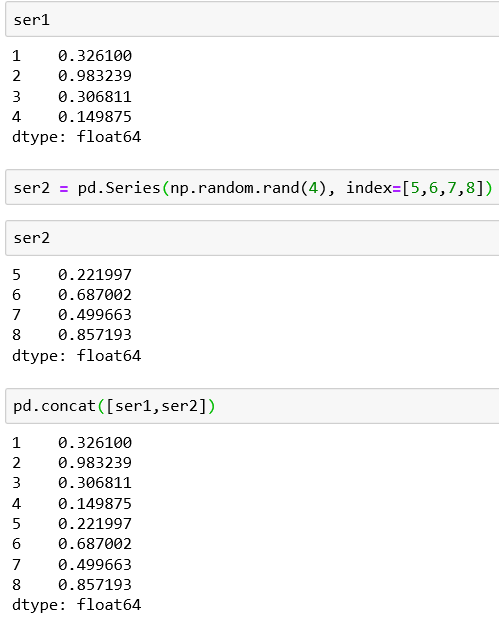 ser1
1    0.326100
2    0.983239
3    0.306811
4    0.149875
dtype: float64
ser2 = pd.Series(np.random.rand(4), index=[5,6,7,8])
ser2
5    0.221997
6    0.687002
7    0.499663
8    0.857193
dtype: float64
pd.concat([ser1,ser2])
1    0.326100
2    0.983239
3    0.306811
4    0.149875
5    0.221997
6    0.687002
7    0.499663
8    0.857193
dtype: float64